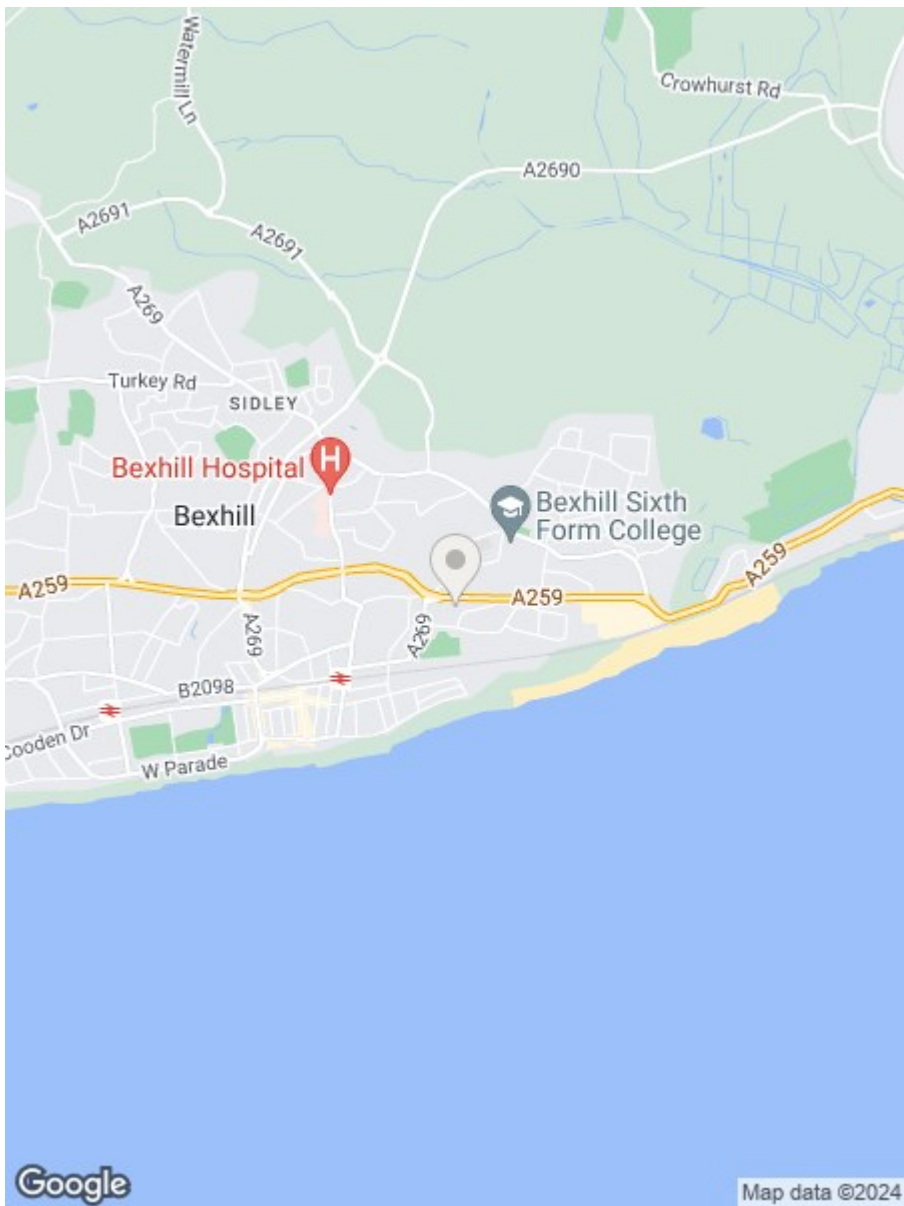 Watermill Ln
Crowhurst Rd
A2690
A2691
A2691
A269
Turkey Rd
SIDLEY
Bexhill Hospital
H
Bexhill
Bexhill Sixth
Form College
A259
A259
A259
A269
A269
B2098
Cooden Dr
W Parade
Google
Map data ©2024